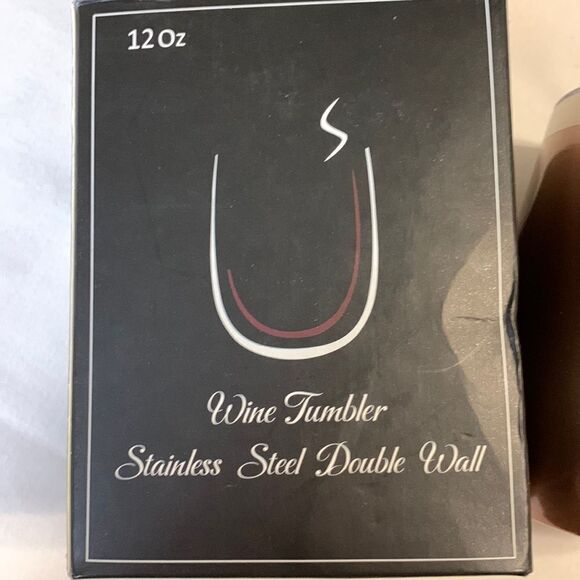 12 Oz
Wine Tumbler
Stainless Steel Double Wall